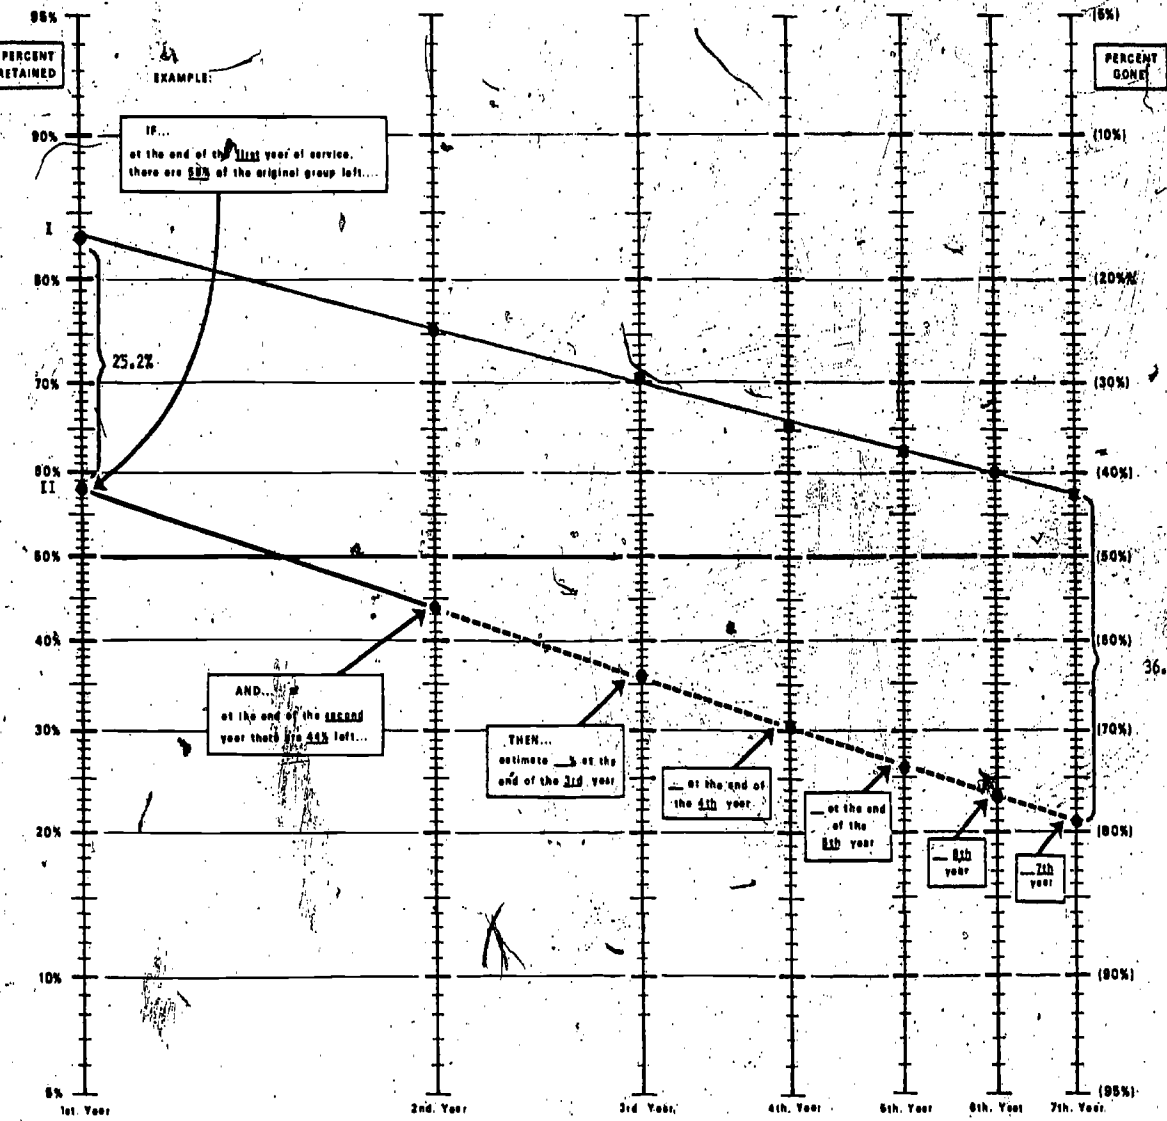 95%
(5%)
PERCENT
RETAINED
PERCENT
GONE
EXAMPLE:
90%
(10%)
IF...
at the end of the first year of service,
there are 58% of the original group left....
I
80%
(20%%
25.2%
70%
(30%)
60%
(40%)
II
50%
(50%)
40%
(60%)
36.
AND...
at the end of the second
year there are 44% left...
30%
(70%)
THEN...
estimate __% at the
end of the 3rd year
__ at the end of
the 4th year
__ at the end
of the
5th year
20%
(80%)
__ 6th
year
__ 7th
year
10%
(90%)
5%
(95%)
1st. Year
2nd. Year
3rd Year
4th. Year
5th Year
6th. Year
7th. Year